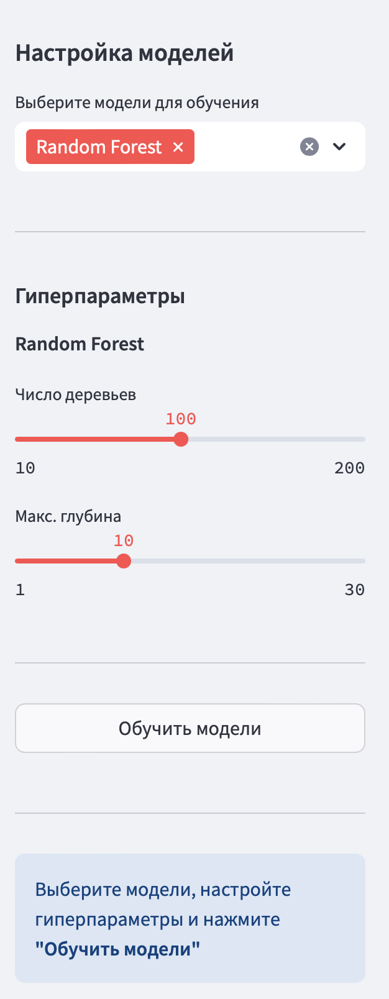 Настройка моделей
Выберите модели для обучения
Random Forest
Гиперпараметры
Random Forest
Число деревьев
100
10 200
Макс. глубина
10
1 30
Обучить модели
Выберите модели, настройте
гиперпараметры и нажмите
"Обучить модели"